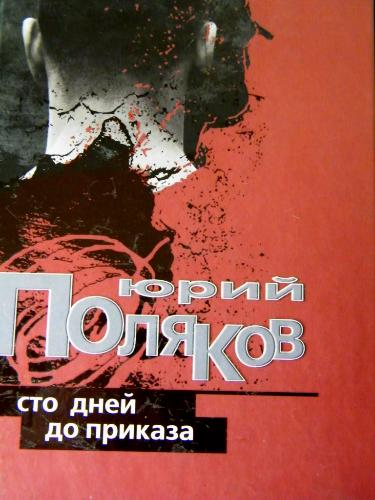 Юрий
Поляков
сто дней
до приказа